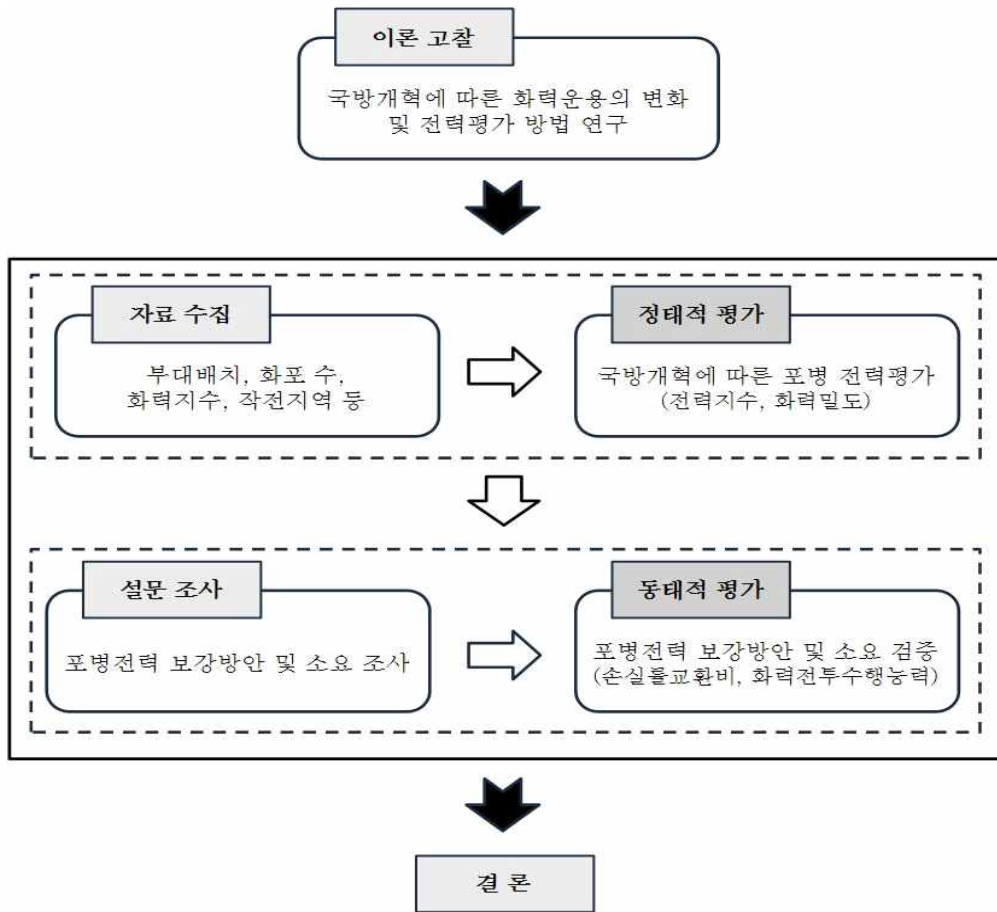 이론 고찰
국방개혁에 따른 화력운용의 변화
및 전력평가 방법 연구
자료 수집
부대배치, 화포 수,
화력지수, 작전지역 등
정태적 평가
국방개혁에 따른 포병 전력평가
(전력지수, 화력밀도)
설문 조사
포병전력 보강방안 및 소요 조사
동태적 평가
포병전력 보강방안 및 소요 검증
(손실률교환비, 화력전투수행능력)
결 론